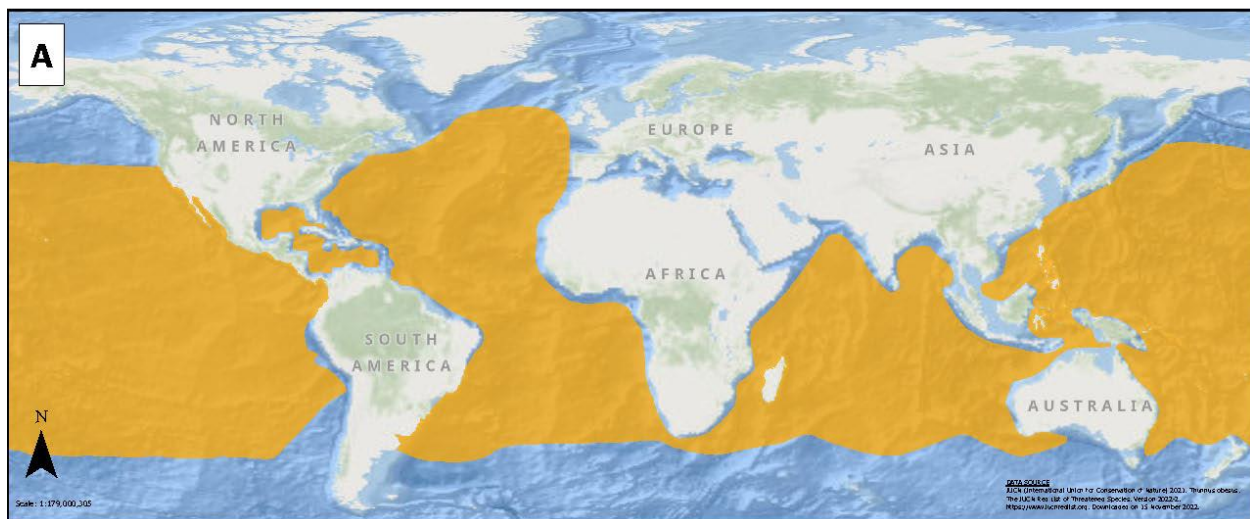 A
NORTH
AMERICA
EUROPE
ASIA
AFRICA
SOUTH
AMERICA
AUSTRALIA
N
Scale: 1:179,000,305
DATA SOURCE
IUCN (International Union for Conservation of Nature) 2021. Thunnus obesus.
The IUCN Red List of Threatened Species. Version 2022-2.
https://www.iucnredlist.org. Downloaded on 15 November 2022.